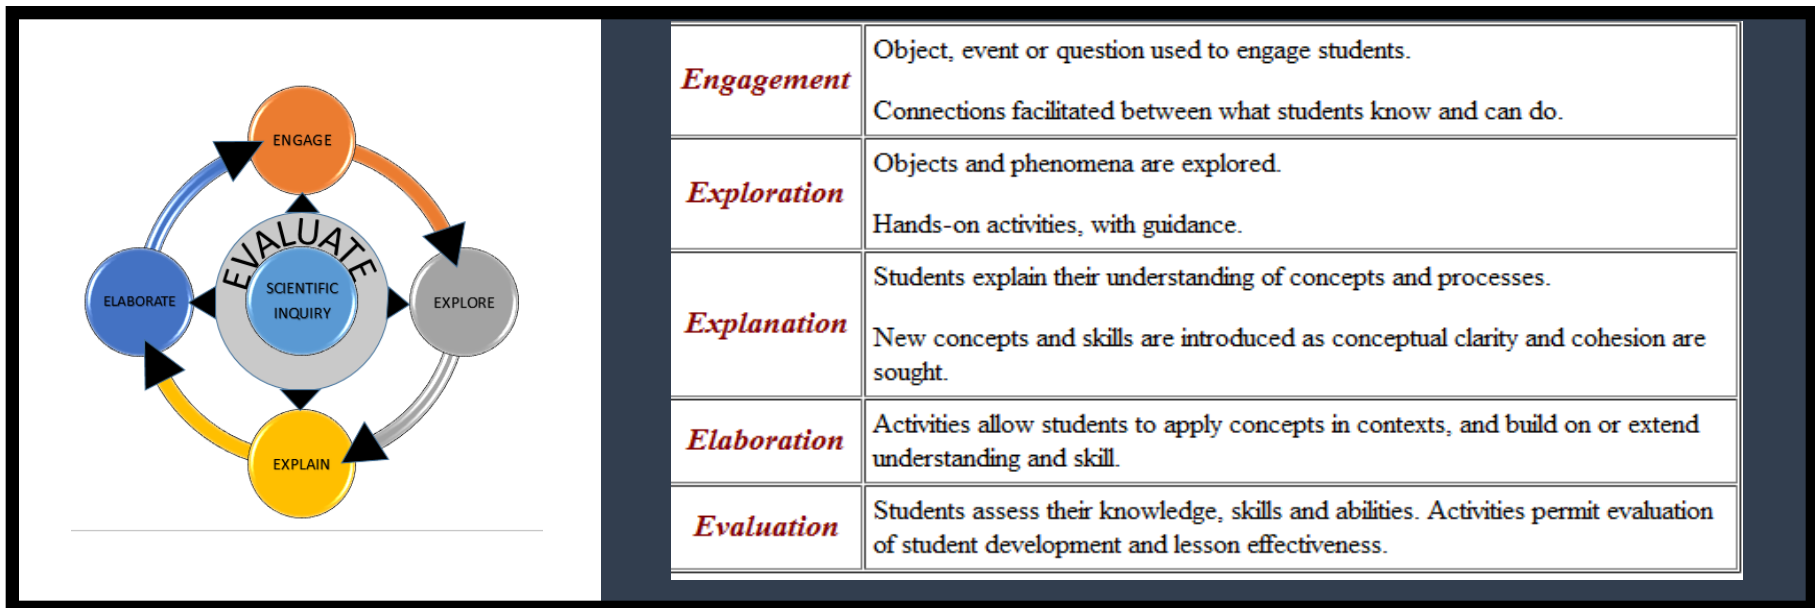 ENGAGE
EVALUATE
SCIENTIFIC
INQUIRY
ELABORATE
EXPLORE
EXPLAIN
Engagement
Object, event or question used to engage students.
Connections facilitated between what students know and can do.
Exploration
Objects and phenomena are explored.
Hands-on activities, with guidance.
Explanation
Students explain their understanding of concepts and processes.
New concepts and skills are introduced as conceptual clarity and cohesion are
sought.
Elaboration
Activities allow students to apply concepts in contexts, and build on or extend
understanding and skill.
Evaluation
Students assess their knowledge, skills and abilities. Activities permit evaluation
of student development and lesson effectiveness.